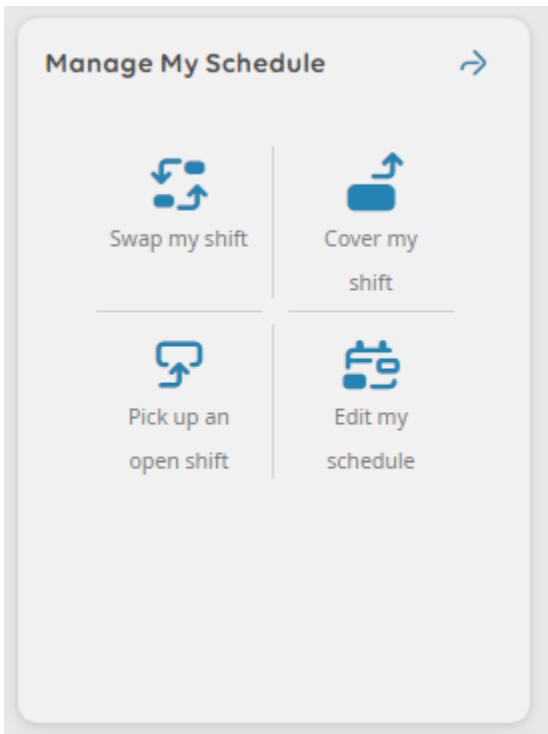 Manage My Schedule
Swap my shift
Cover my
shift
Pick up an
open shift
Edit my
schedule